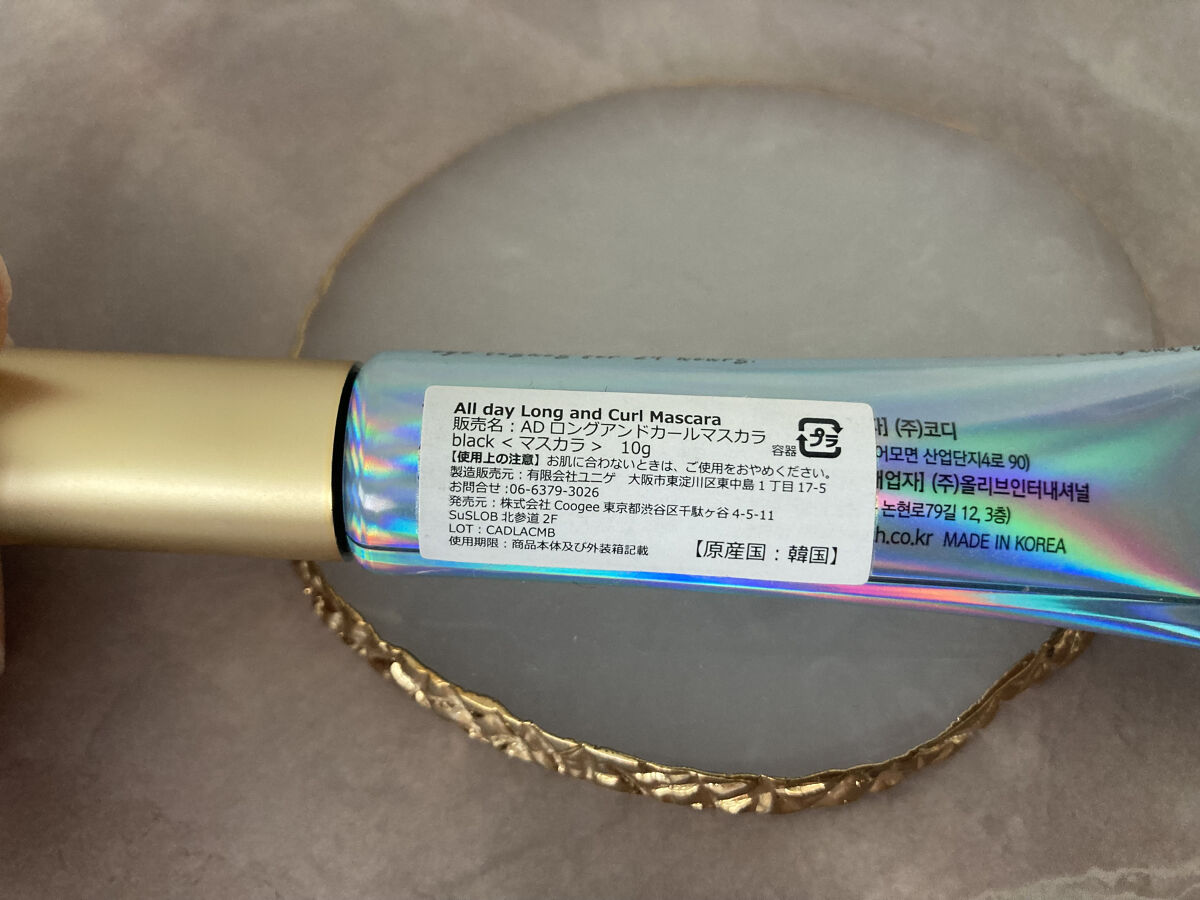 All day Long and Curl Mascara
販売名：AD ロングアンドカールマスカラ
black < マスカラ >　10g
容器 プラ
【使用上の注意】お肌に合わないときは、ご使用をおやめください。
製造販売元：有限会社ユニゲ　大阪市東淀川区東中島 1 丁目 17-5
お問合せ:06-6379-3026
発売元：株式会社 Coogee 東京都渋谷区千駄ヶ谷 4-5-11
SuSLOB 北参道 2F
LOT：CADLACMB
使用期限：商品本体及び外装箱記載
【原産国：韓国】
(주)코디
어모면 산업단지4로 90)
(주)올리브인터내셔널
논현로79길 12, 3층)
h.co.kr MADE IN KOREA